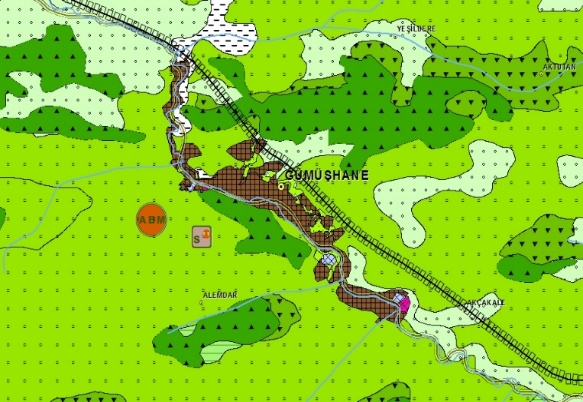 YEŞİLDERE
AKTUTAN
GÜMÜŞHANE
ABM
S
ALEMDAR
AKÇAKALE